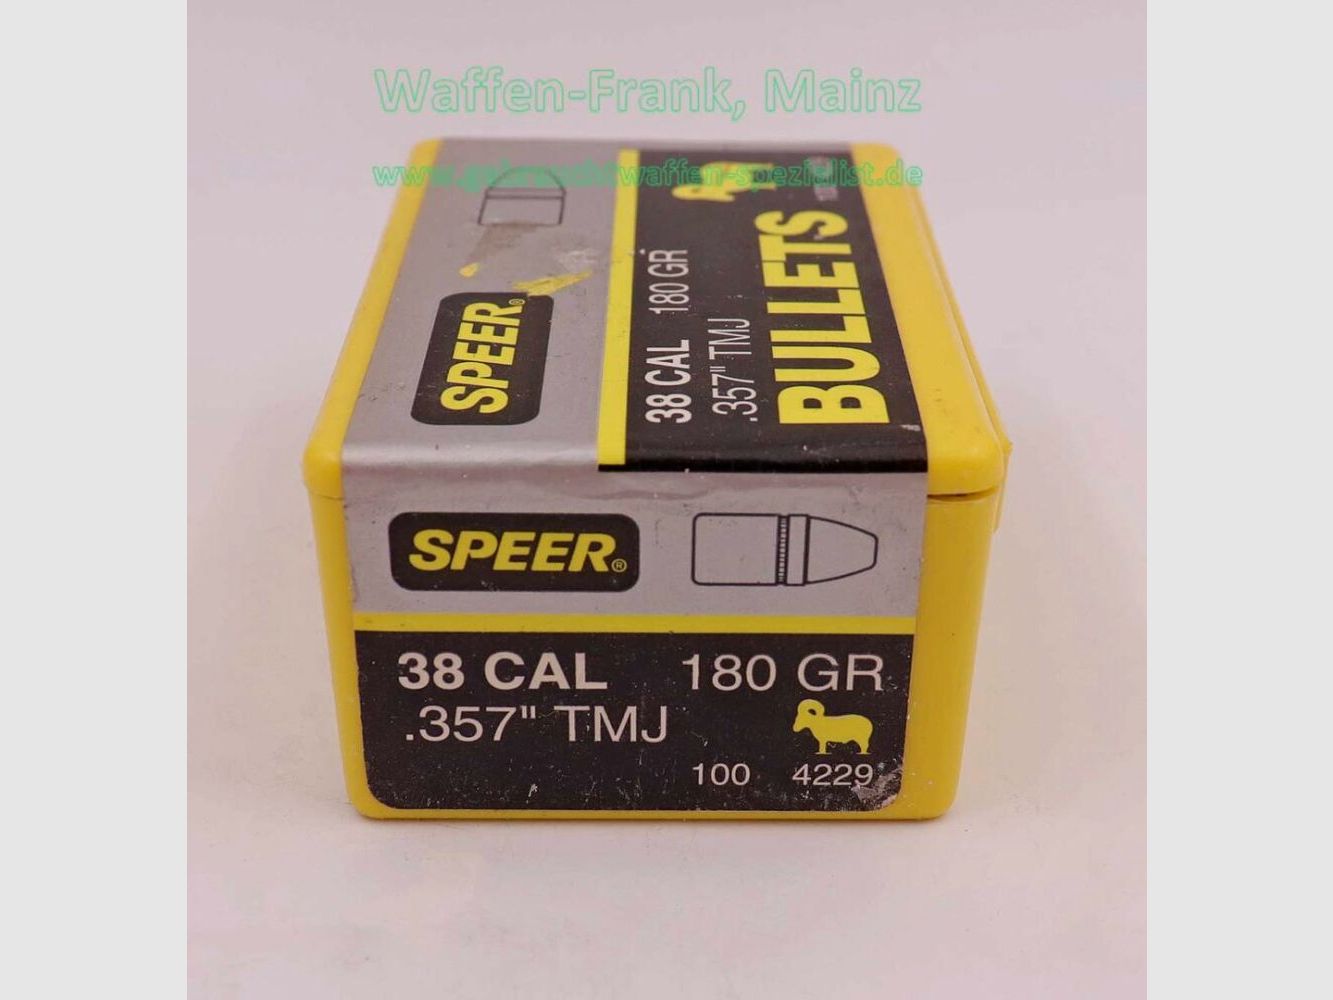 Waffen-Frank, Mainz
www.gebrauchtwaffen-spezialist.de
SPEER®
38 CAL 180 GR
.357" TMJ
BULLETS
SPEER®
38 CAL 180 GR
.357" TMJ
100 4229